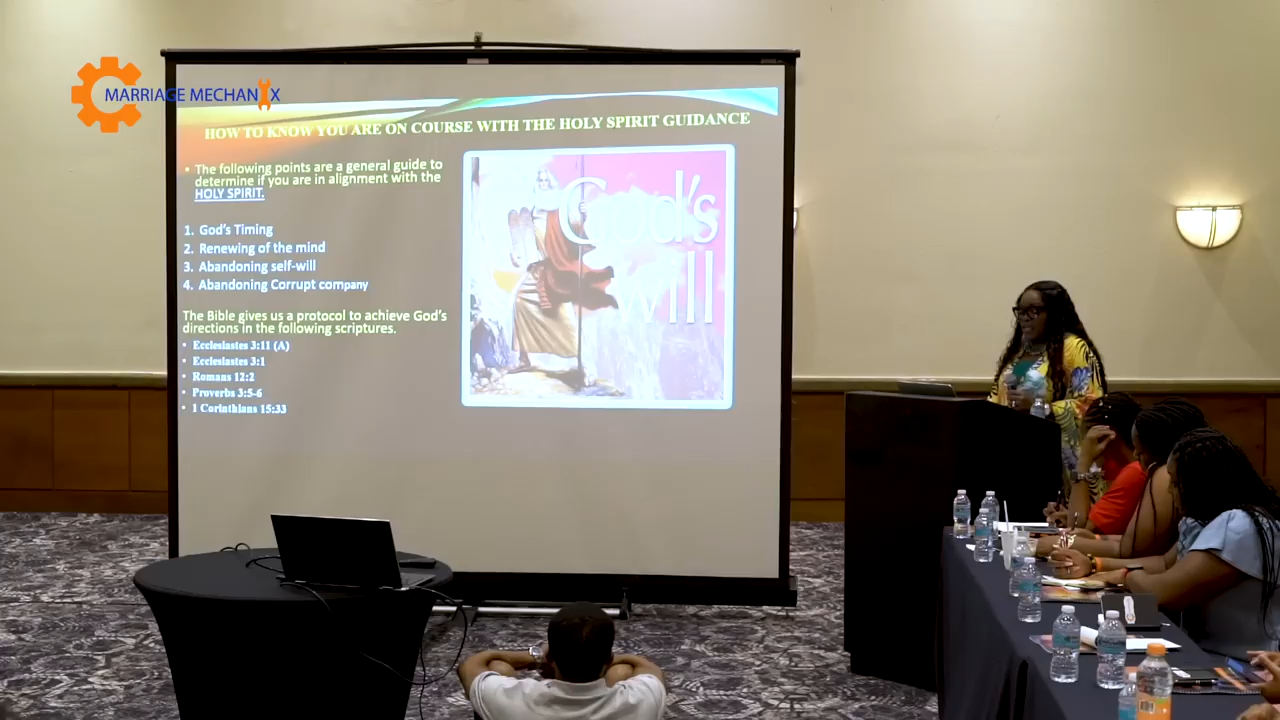 MARRIAGE MECHANIX
HOW TO KNOW YOU ARE ON COURSE WITH THE HOLY SPIRIT GUIDANCE
• The following points are a general guide to
determine if you are in alignment with the
HOLY SPIRIT.
1. God's Timing
2. Renewing of the mind
3. Abandoning self-will
4. Abandoning Corrupt company
The Bible gives us a protocol to achieve God's
directions in the following scriptures.
• Ecclesiastes 3:11 (A)
• Ecclesiastes 3:1
• Romans 12:2
• Proverbs 3:5-6
• 1 Corinthians 15:33
God's
will